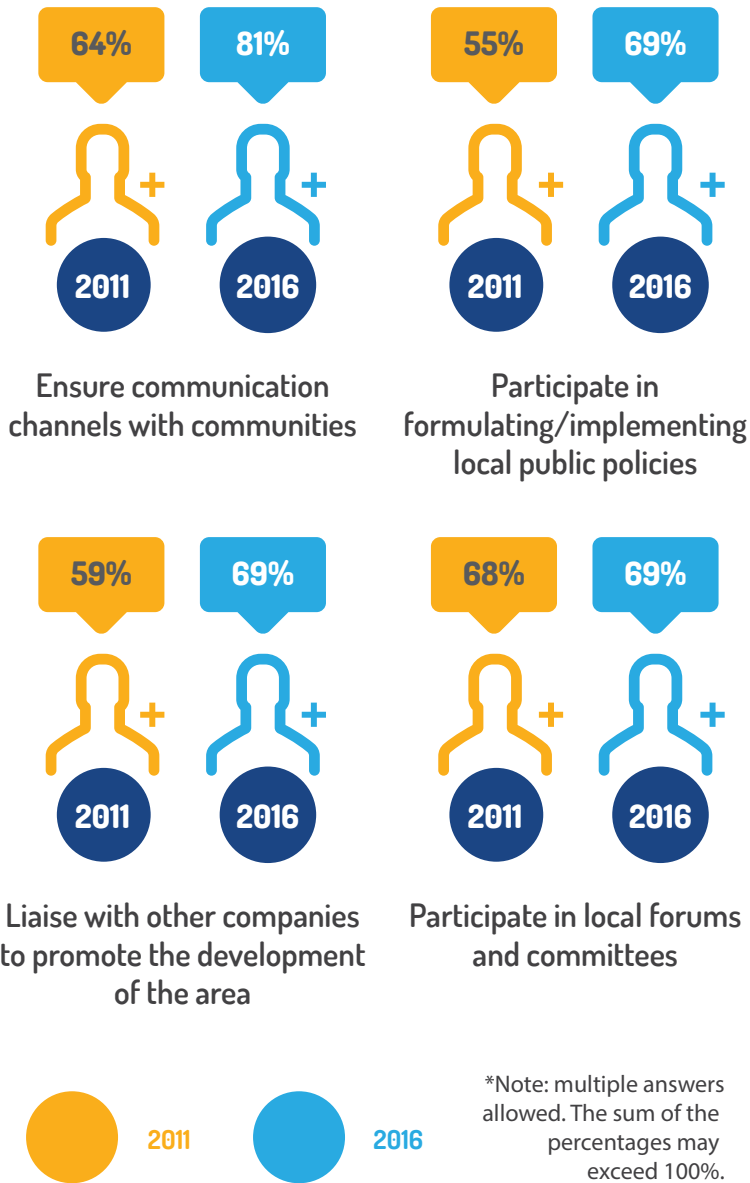 64%
81%
2011
2016
Ensure communication
channels with communities
55%
69%
2011
2016
Participate in
formulating/implementing
local public policies
59%
69%
2011
2016
Liaise with other companies
to promote the development
of the area
68%
69%
2011
2016
Participate in local forums
and committees
2011
2016
*Note: multiple answers
allowed. The sum of the
percentages may
exceed 100%.